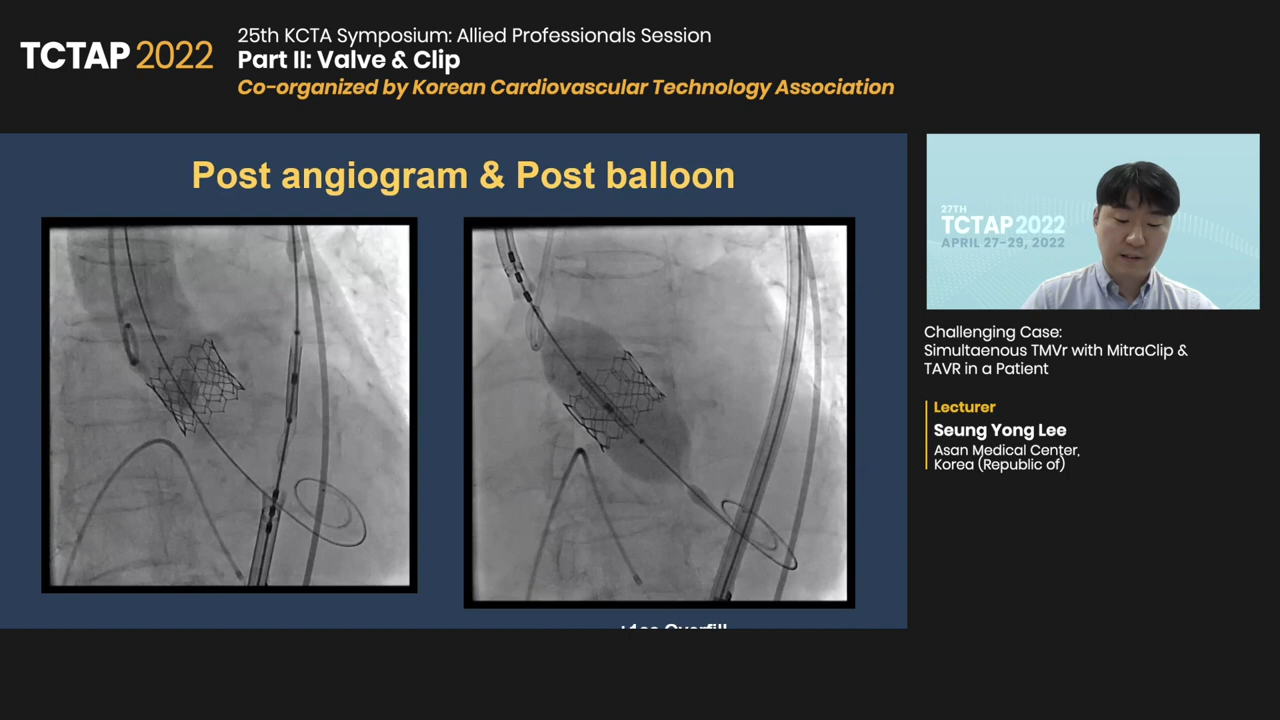 TCTAP 2022
25th KCTA Symposium: Allied Professionals Session
Part II: Valve & Clip
Co-organized by Korean Cardiovascular Technology Association
Post angiogram & Post balloon
27TH
TCTAP 2022
APRIL 27-29, 2022
Challenging Case:
Simultaenous TMVr with MitraClip &
TAVR in a Patient
Lecturer
Seung Yong Lee
Asan Medical Center,
Korea (Republic of)
Overfill